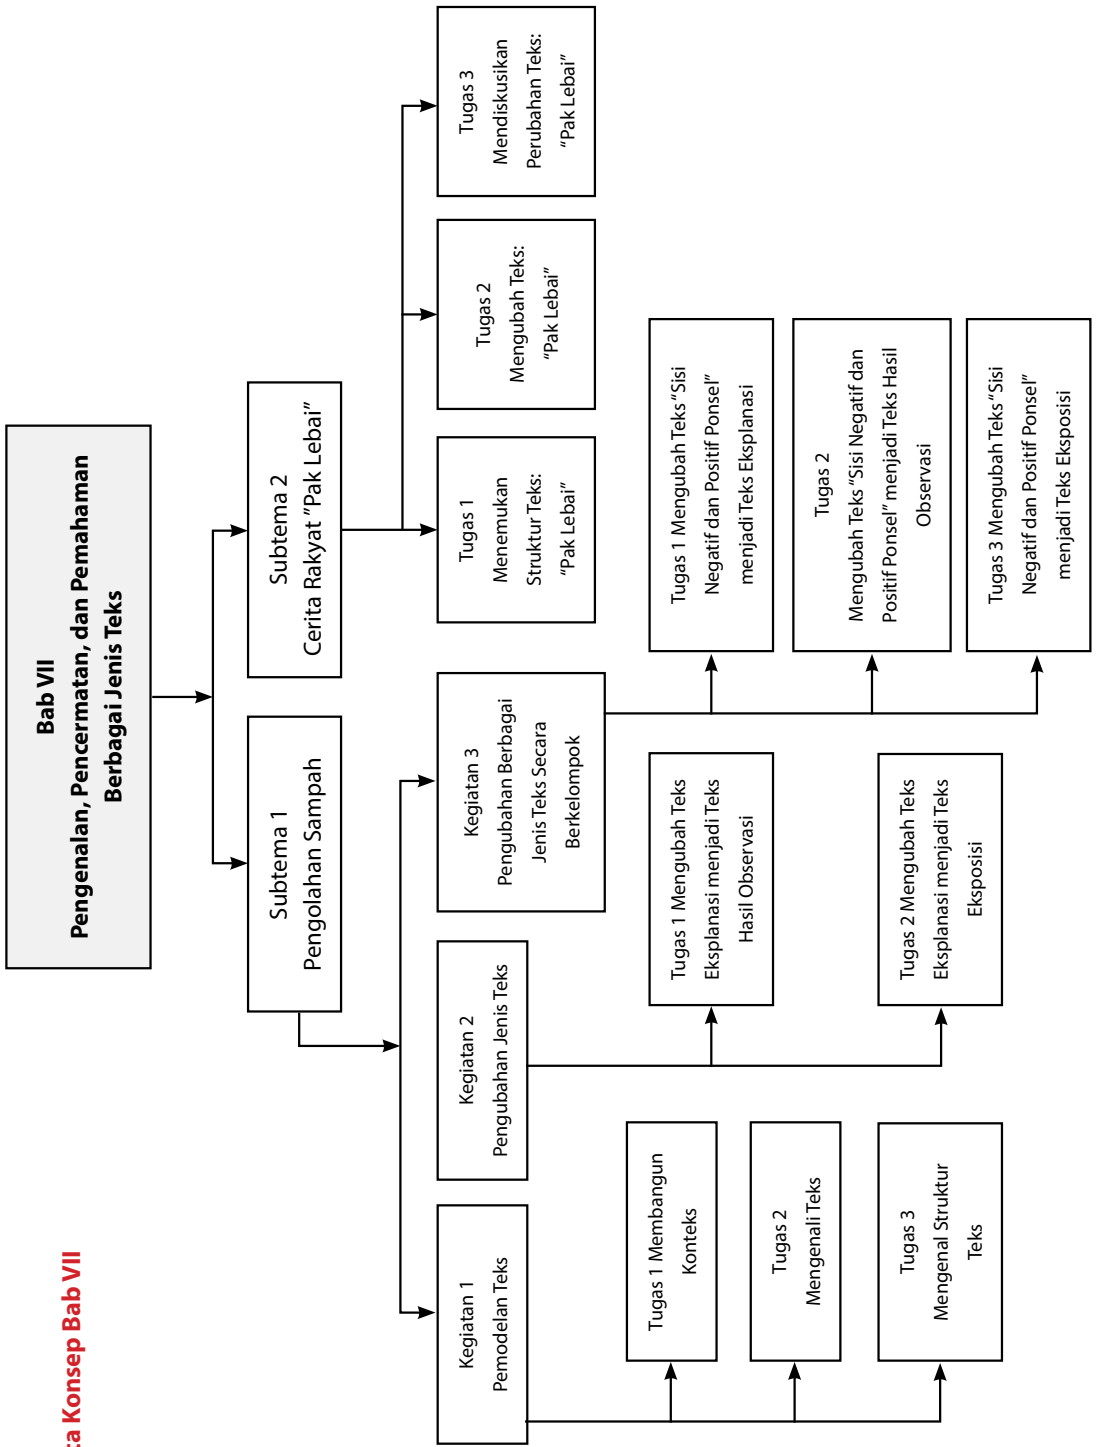 ta Konsep Bab VII
Bab VII
Pengenalan, Pencermatan, dan Pemahaman
Berbagai Jenis Teks
Subtema 1
Pengolahan Sampah
Subtema 2
Cerita Rakyat ”Pak Lebai”
Kegiatan 1
Pemodelan Teks
Kegiatan 2
Pengubahan Jenis Teks
Kegiatan 3
Pengubahan Berbagai
Jenis Teks Secara
Berkelompok
Tugas 1
Menemukan
Struktur Teks:
“Pak Lebai”
Tugas 2
Mengubah Teks:
“Pak Lebai”
Tugas 3
Mendiskusikan
Perubahan Teks:
“Pak Lebai”
Tugas 1 Membangun
Konteks
Tugas 2
Mengenali Teks
Tugas 3
Mengenal Struktur
Teks
Tugas 1 Mengubah Teks
Eksplanasi menjadi Teks
Hasil Observasi
Tugas 2 Mengubah Teks
Eksplanasi menjadi Teks
Eksposisi
Tugas 1 Mengubah Teks “Sisi
Negatif dan Positif Ponsel”
menjadi Teks Eksplanasi
Tugas 2
Mengubah Teks “Sisi Negatif dan
Positif Ponsel” menjadi Teks Hasil
Observasi
Tugas 3 Mengubah Teks “Sisi
Negatif dan Positif Ponsel”
menjadi Teks Eksposisi